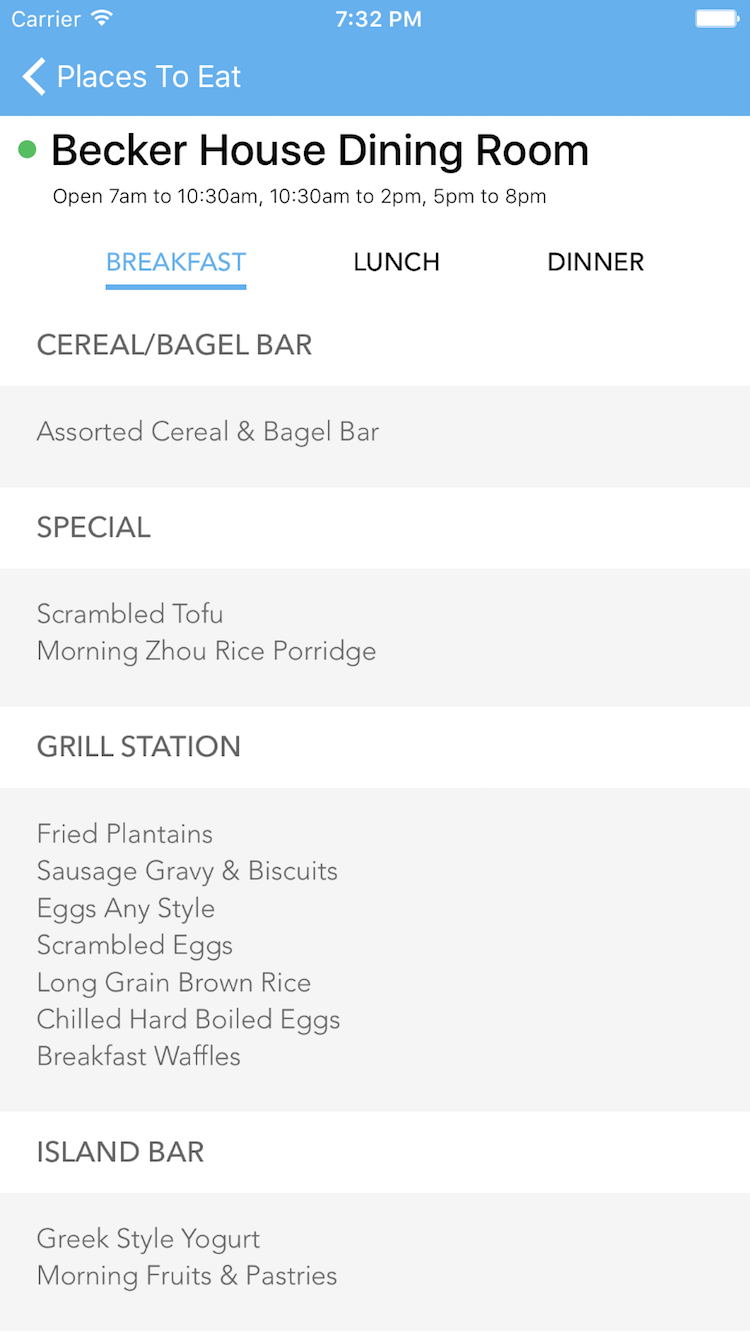 Carrier 7:32 PM
Places To Eat
Becker House Dining Room
Open 7am to 10:30am, 10:30am to 2pm, 5pm to 8pm
BREAKFAST LUNCH DINNER
CEREAL/BAGEL BAR
Assorted Cereal & Bagel Bar
SPECIAL
Scrambled Tofu
Morning Zhou Rice Porridge
GRILL STATION
Fried Plantains
Sausage Gravy & Biscuits
Eggs Any Style
Scrambled Eggs
Long Grain Brown Rice
Chilled Hard Boiled Eggs
Breakfast Waffles
ISLAND BAR
Greek Style Yogurt
Morning Fruits & Pastries